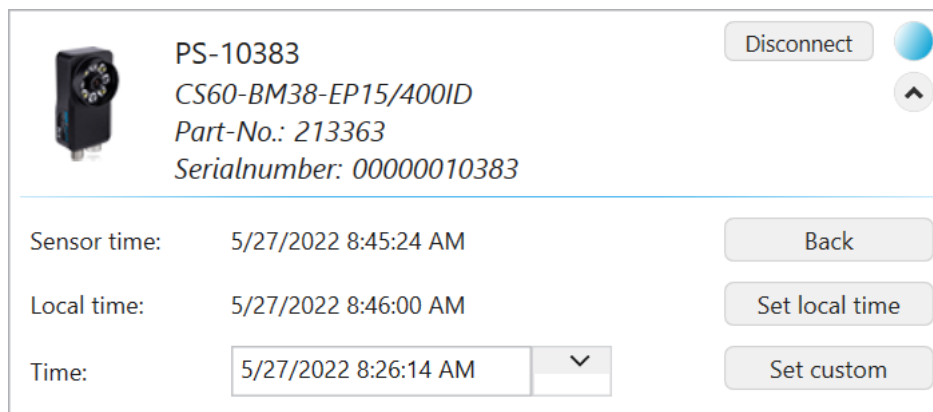 PS-10383
Disconnect
CS60-BM38-EP15/400ID
Part-No.: 213363
Serialnumber: 00000010383
Sensor time: 5/27/2022 8:45:24 AM Back
Local time: 5/27/2022 8:46:00 AM Set local time
Time: 5/27/2022 8:26:14 AM Set custom